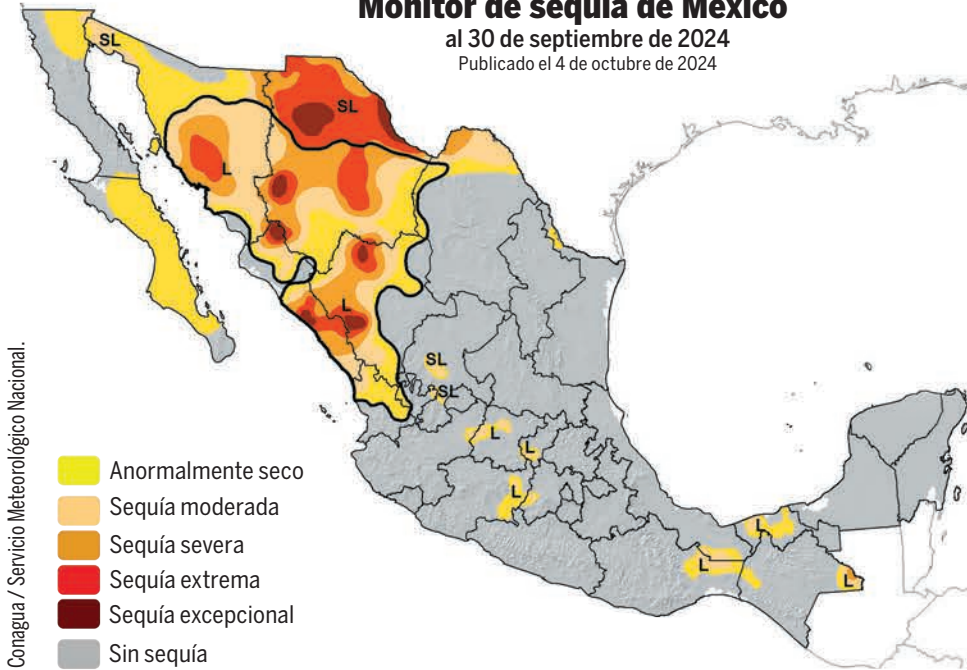 Monitor de sequía de México
al 30 de septiembre de 2024
Publicado el 4 de octubre de 2024
SL
SL
L
L
SL
SL
L
L
L
L
L
L
Anormalmente seco
Sequía moderada
Sequía severa
Sequía extrema
Sequía excepcional
Sin sequía
Conagua / Servicio Meteorológico Nacional.